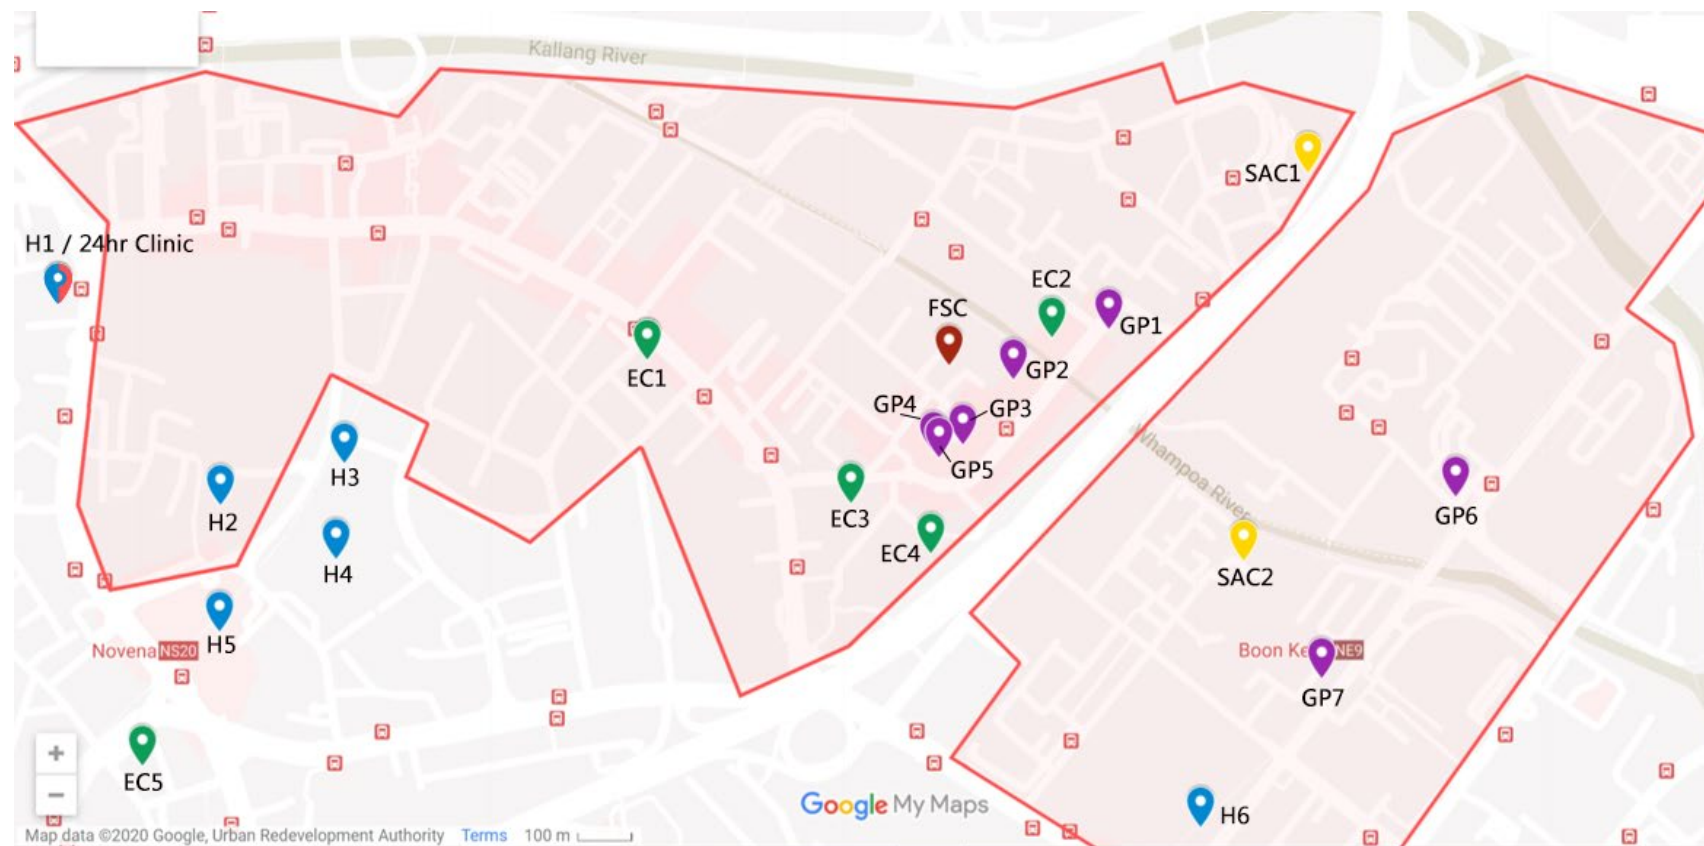 Kallang River
SAC1
H1 / 24hr Clinic
EC2
FSC
GP1
GP2
EC1
GP4
GP3
GP5
Whampoa River
H3
H2
EC3
GP6
EC4
H4
SAC2
H5
Novena NS20
Boon Ke NE9
GP7
EC5
Google My Maps
H6
+
−
Map data ©2020 Google, Urban Redevelopment Authority Terms 100 m